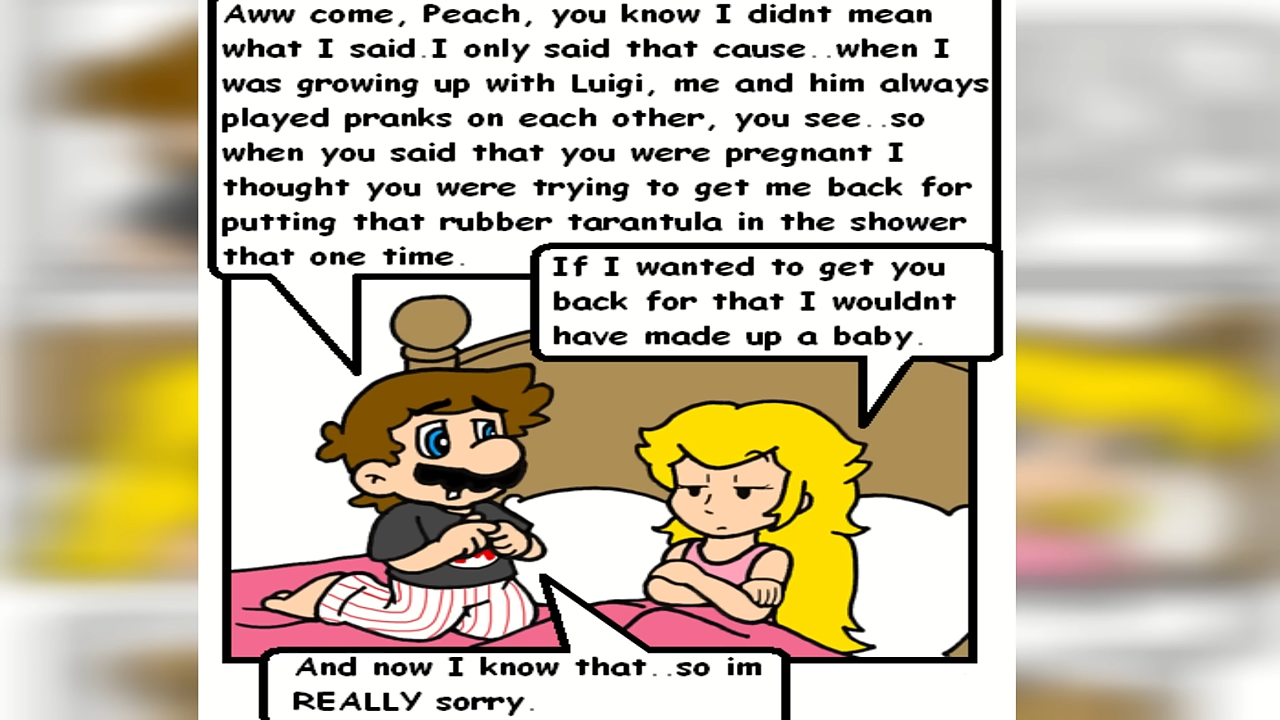 Aww come, Peach, you know I didnt mean
what I said.I only said that cause..when I
was growing up with Luigi, me and him always
played pranks on each other, you see..so
when you said that you were pregnant I
thought you were trying to get me back for
putting that rubber tarantula in the shower
that one time.
If I wanted to get you
back for that I wouldnt
have made up a baby.
And now I know that..so im
REALLY sorry.